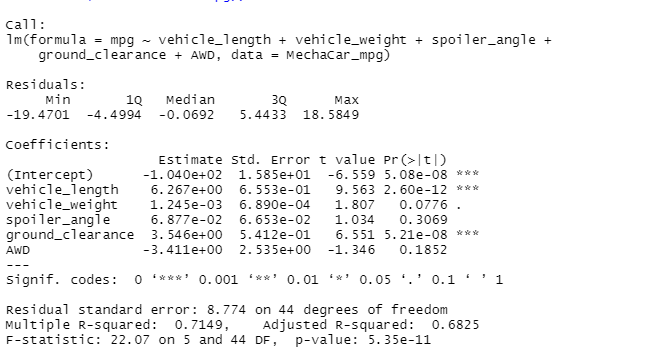 Call:
lm(formula = mpg ~ vehicle_length + vehicle_weight + spoiler_angle +
    ground_clearance + AWD, data = MechaCar_mpg)
Residuals:
     Min       1Q   Median       3Q      Max
-19.4701  -4.4994  -0.0692   5.4433  18.5849
Coefficients:
                   Estimate Std. Error t value Pr(>|t|)
(Intercept)      -1.040e+02  1.585e+01  -6.559 5.08e-08 ***
vehicle_length    6.267e+00  6.553e-01   9.563 2.60e-12 ***
vehicle_weight    1.245e-03  6.890e-04   1.807   0.0776 .
spoiler_angle     6.877e-02  6.653e-02   1.034   0.3069
ground_clearance  3.546e+00  5.412e-01   6.551 5.21e-08 ***
AWD              -3.411e+00  2.535e+00  -1.346   0.1852
---
Signif. codes:  0 ‘***’ 0.001 ‘**’ 0.01 ‘*’ 0.05 ‘.’ 0.1 ‘ ’ 1
Residual standard error: 8.774 on 44 degrees of freedom
Multiple R-squared:  0.7149,    Adjusted R-squared:  0.6825
F-statistic: 22.07 on 5 and 44 DF,  p-value: 5.35e-11